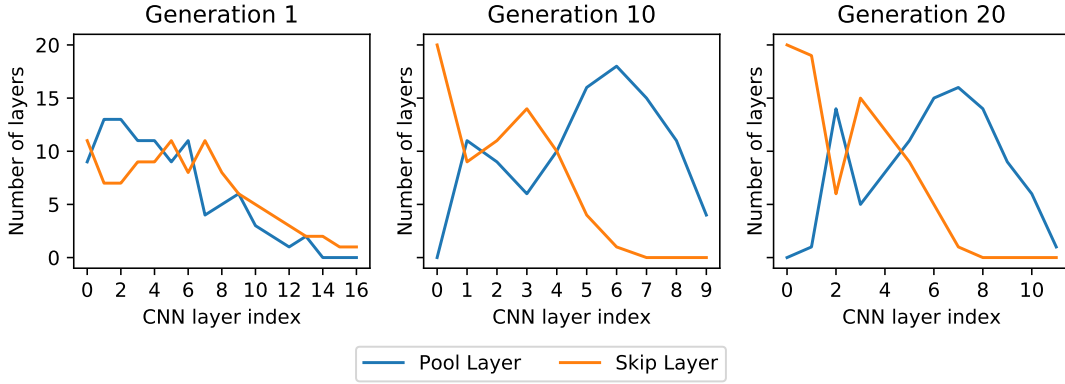 Generation 1
Generation 10
Generation 20
Number of layers
20
15
10
5
0
0 2 4 6 8 10 12 14 16
CNN layer index
Number of layers
0 1 2 3 4 5 6 7 8 9
CNN layer index
Number of layers
0 2 4 6 8 10
CNN layer index
Pool Layer
Skip Layer